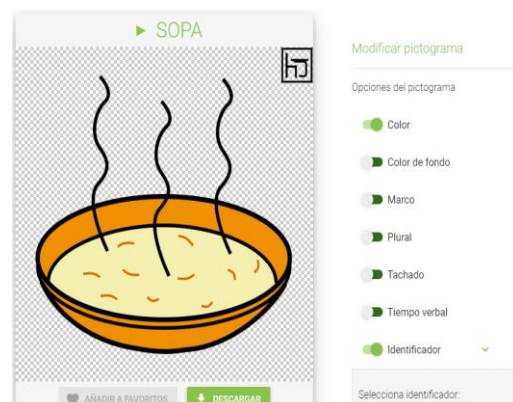 SOPA
Modificar pictograma
Opciones del pictograma
Color
Color de fondo
Marco
Plural
Tachado
Tiempo verbal
Identificador
Selecciona identificador:
AÑADIR A FAVORITOS
DESCARGAR